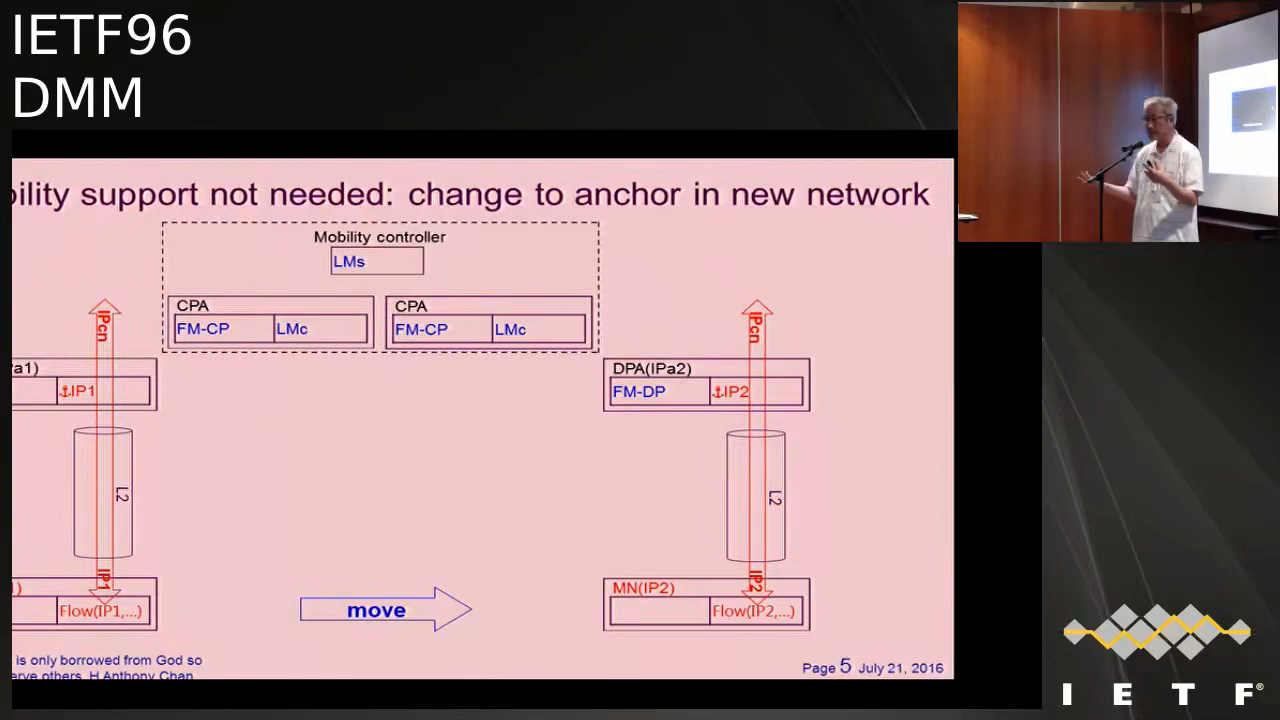 IETF96
DMM
bility support not needed: change to anchor in new network
Mobility controller
LMs
CPA
FM-CP
LMc
CPA
FM-CP
LMc
IPcn
IPcn
Pa1)
⚓IP1
DPA(IPa2)
FM-DP
⚓IP2
L2
L2
IP1
IP2
)
Flow(IP1,...)
move
MN(IP2)
Flow(IP2,...)
is only borrowed from God so
erve others. H Anthony Chan
Page 5 July 21, 2016
I E T F®